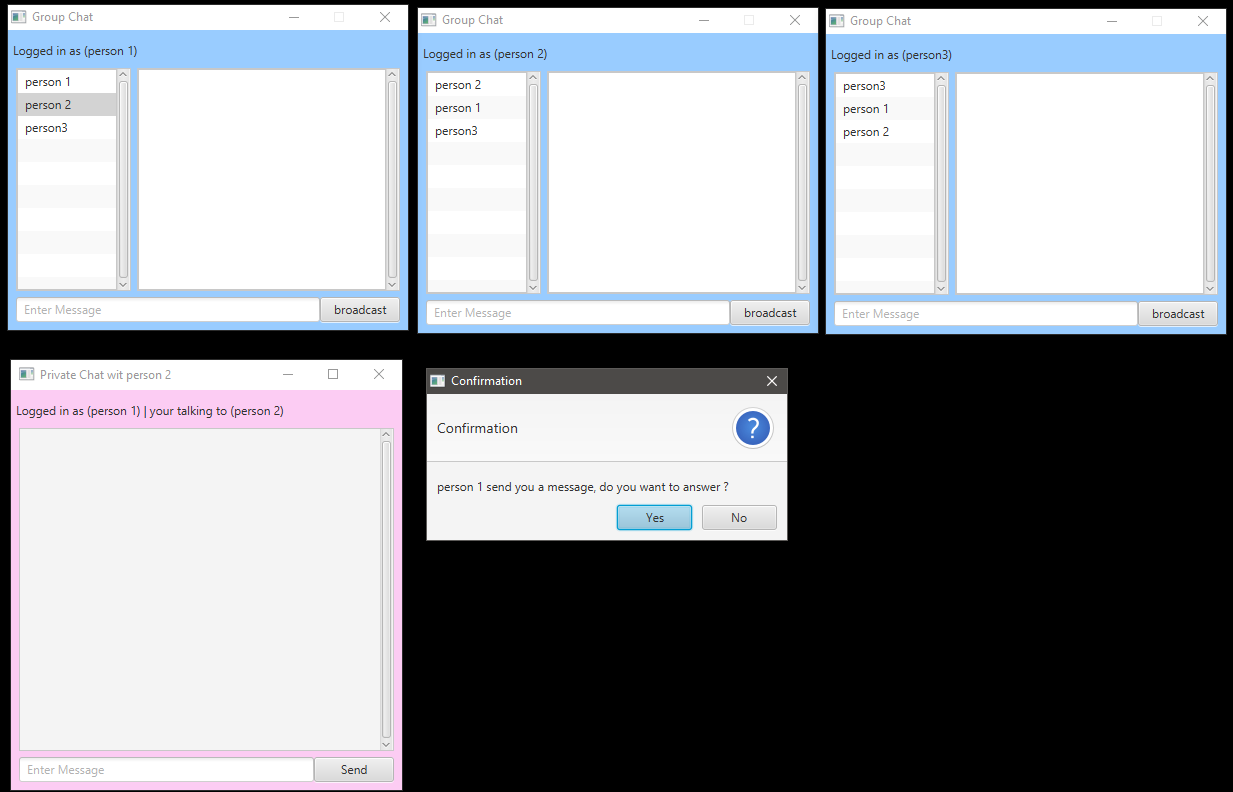 Group Chat
Logged in as (person 1)
person 1
person 2
person3
Enter Message
broadcast
Group Chat
Logged in as (person 2)
person 2
person 1
person3
Enter Message
broadcast
Group Chat
Logged in as (person3)
person3
person 1
person 2
Enter Message
broadcast
Private Chat wit person 2
Logged in as (person 1) | your talking to (person 2)
Enter Message
Send
Confirmation
Confirmation
?
person 1 send you a message, do you want to answer ?
Yes
No